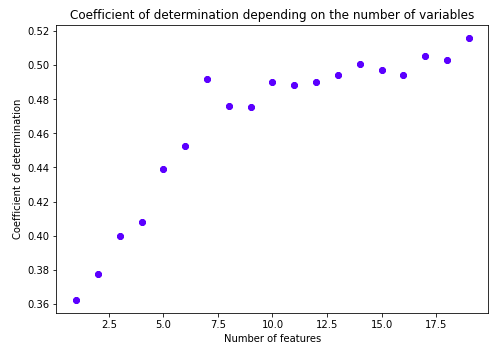 Coefficient of determination depending on the number of variables
Coefficient of determination
0.52
0.50
0.48
0.46
0.44
0.42
0.40
0.38
0.36
2.5 5.0 7.5 10.0 12.5 15.0 17.5
Number of features